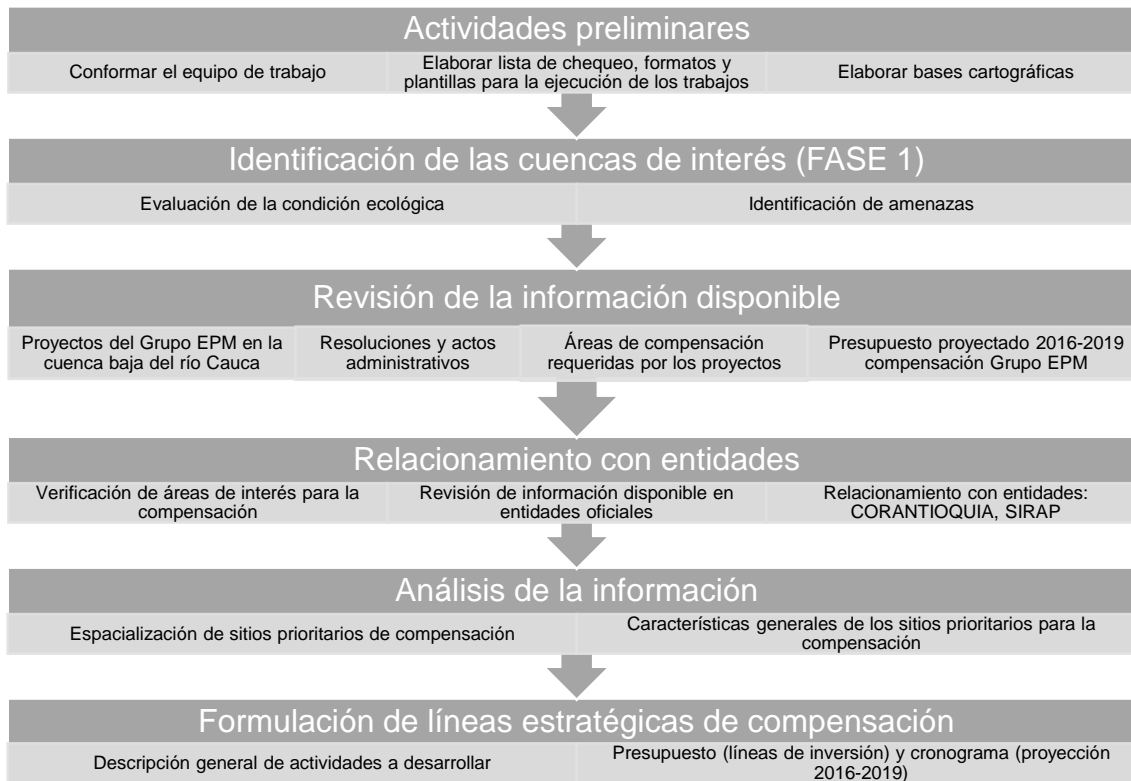 Actividades preliminares
Conformar el equipo de trabajo
Elaborar lista de chequeo, formatos y
plantillas para la ejecución de los trabajos
Elaborar bases cartográficas
Identificación de las cuencas de interés (FASE 1)
Evaluación de la condición ecológica
Identificación de amenazas
Revisión de la información disponible
Proyectos del Grupo EPM en la
cuenca baja del río Cauca
Resoluciones y actos
administrativos
Áreas de compensación
requeridas por los proyectos
Presupuesto proyectado 2016-2019
compensación Grupo EPM
Relacionamiento con entidades
Verificación de áreas de interés para la
compensación
Revisión de información disponible en
entidades oficiales
Relacionamiento con entidades:
CORANTIOQUIA, SIRAP
Análisis de la información
Espacialización de sitios prioritarios de compensación
Características generales de los sitios prioritarios para la
compensación
Formulación de líneas estratégicas de compensación
Descripción general de actividades a desarrollar
Presupuesto (líneas de inversión) y cronograma (proyección
2016-2019)